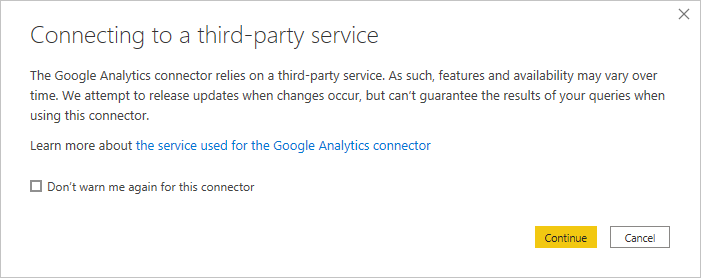 Connecting to a third-party service
The Google Analytics connector relies on a third-party service. As such, features and availability may vary over
time. We attempt to release updates when changes occur, but can't guarantee the results of your queries when
using this connector.
Learn more about the service used for the Google Analytics connector
Don't warn me again for this connector
Continue Cancel